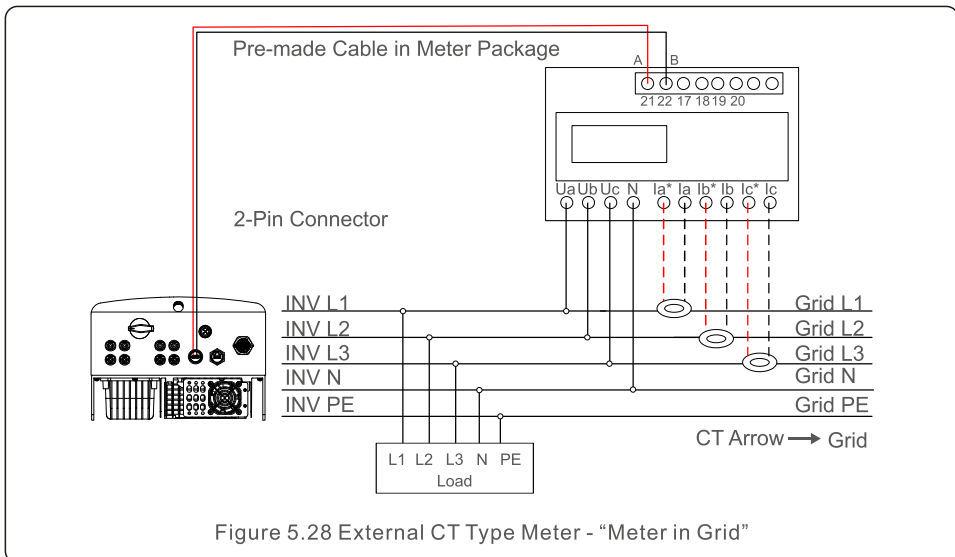 Pre-made Cable in Meter Package
A B
21 22 17 18 19 20
Ua Ub Uc N Ia* Ia Ib* Ib Ic* Ic
2-Pin Connector
INV L1 Grid L1
INV L2 Grid L2
INV L3 Grid L3
INV N Grid N
INV PE Grid PE
CT Arrow → Grid
L1 L2 L3 N PE
Load
Figure 5.28 External CT Type Meter - “Meter in Grid”